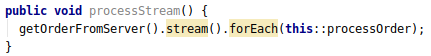 public void processStream() {
getOrderFromServer().stream().forEach(this::processOrder);
}